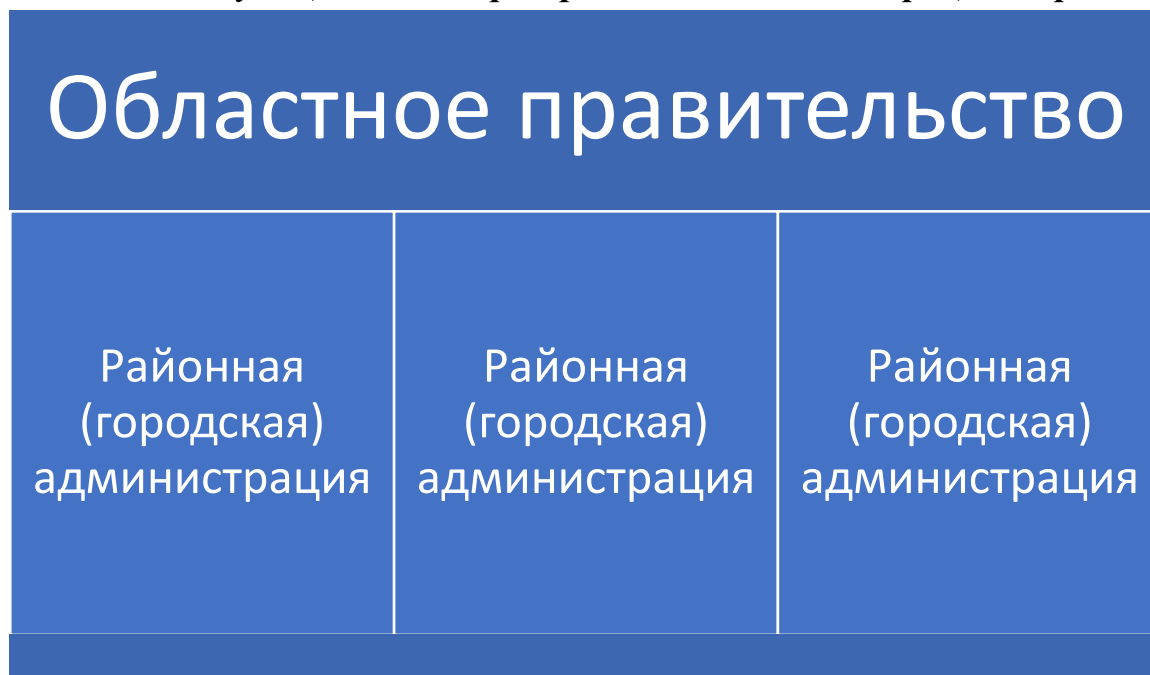 Областное правительство
Районная
(городская)
администрация
Районная
(городская)
администрация
Районная
(городская)
администрация